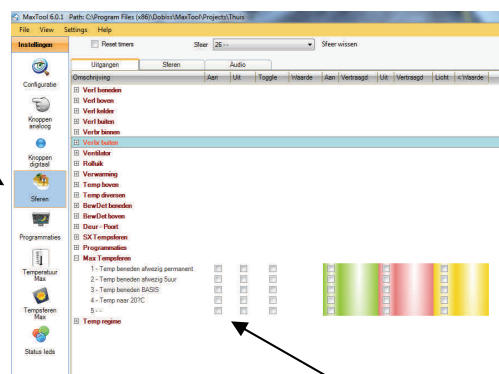 MaxTool 6.0.1 Path: C:\Program Files (x86)\Dobiss\MaxTool\Projects\Thuis
File View Settings Help
Instellingen
Reset timers
Sfeer 26 --
Sfeer wissen
Uitgangen Sferen Audio
Omschrijving Aan Uit Toggle Waarde Aan Vertraagd Uit Vertraagd Licht <Waarde
Configuratie
Knoppen analoog
Knoppen digitaal
Sferen
Programmaties
Temperatuur Max
Tempsferen Max
Status leds
Verl beneden
Verl boven
Verl kelder
Verl buiten
Verbr binnen
Verbr buiten
Ventilator
Rolluik
Verwarming
Temp boven
Temp diversen
BewDet beneden
BewDet boven
Deur - Poort
SX Tempsferen
Programmaties
Max Tempsferen
1 - Temp beneden afwezig permanent
2 - Temp beneden afwezig 5uur
3 - Temp beneden BASIS
4 - Temp naar 20?C
5 - -
Temp regime